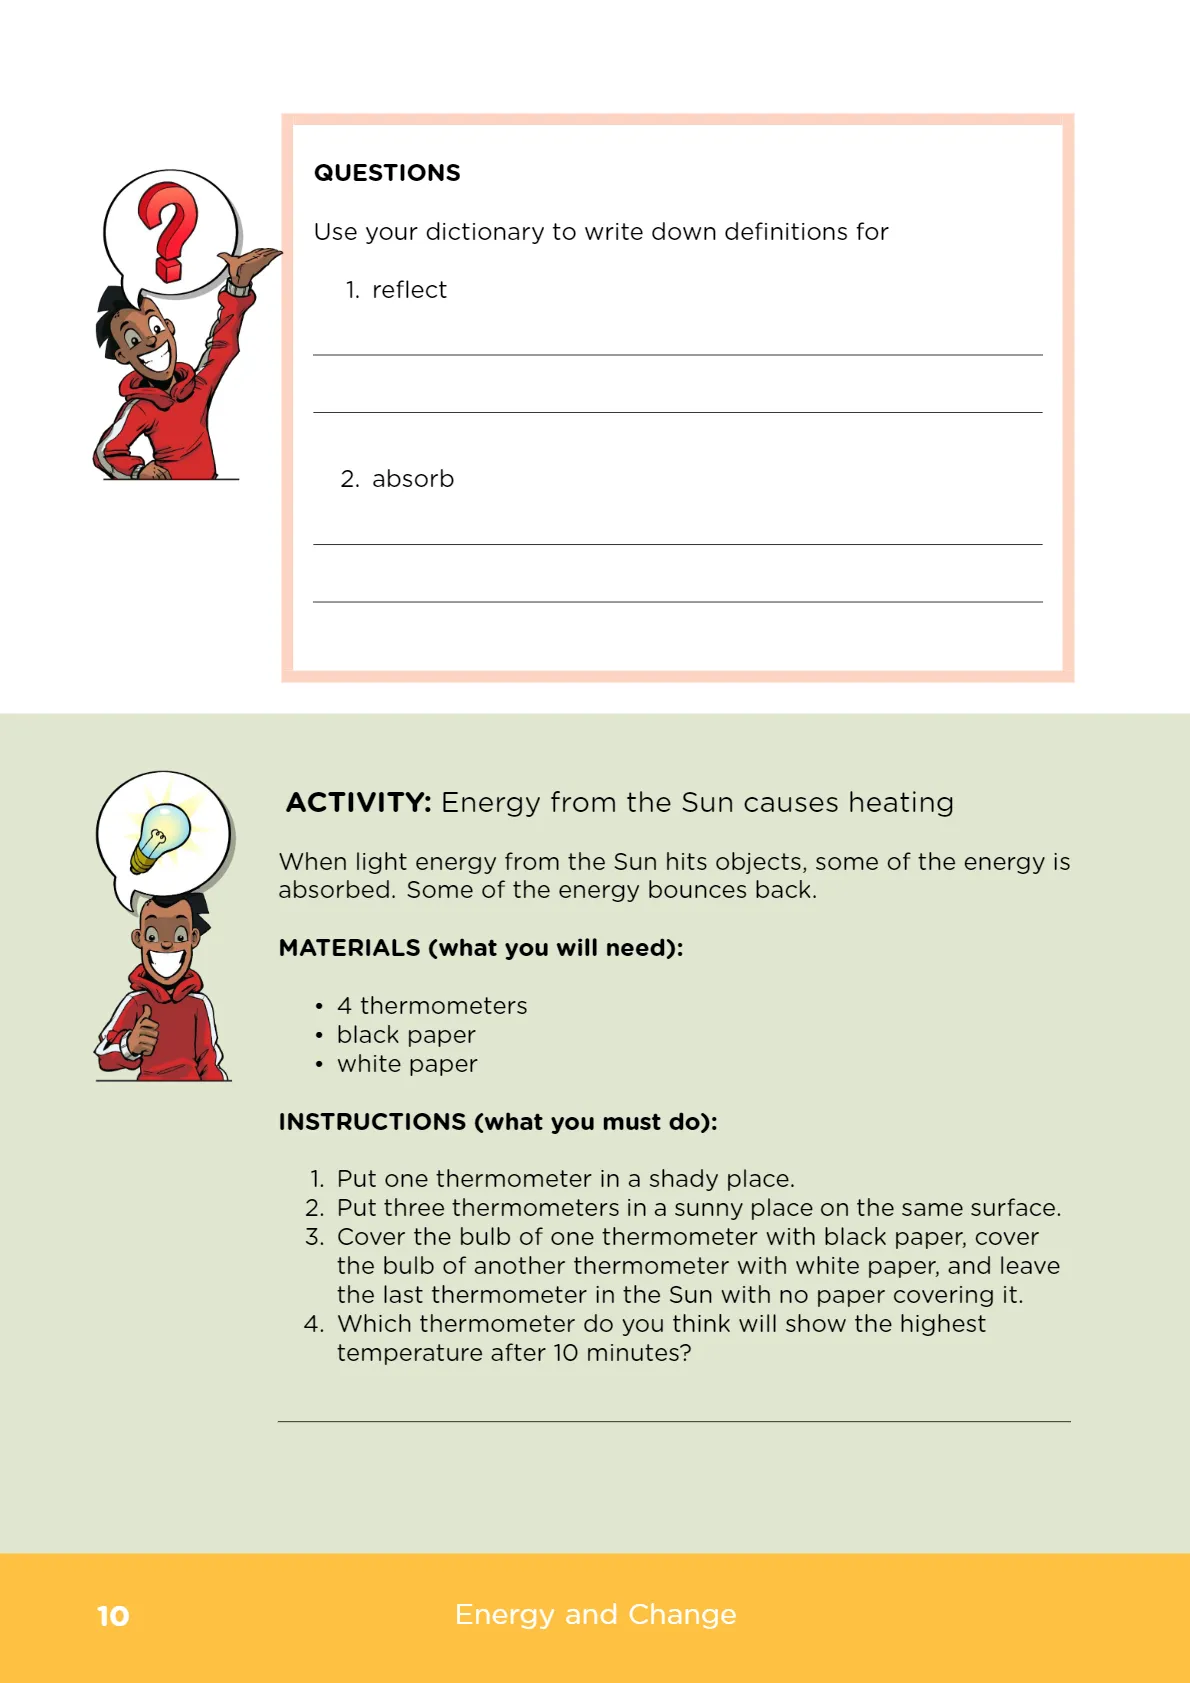 QUESTIONS
Use your dictionary to write down definitions for
1. reflect
2. absorb
ACTIVITY: Energy from the Sun causes heating
When light energy from the Sun hits objects, some of the energy is
absorbed. Some of the energy bounces back.
MATERIALS (what you will need):
• 4 thermometers
• black paper
• white paper
INSTRUCTIONS (what you must do):
1. Put one thermometer in a shady place.
2. Put three thermometers in a sunny place on the same surface.
3. Cover the bulb of one thermometer with black paper, cover
the bulb of another thermometer with white paper, and leave
the last thermometer in the Sun with no paper covering it.
4. Which thermometer do you think will show the highest
temperature after 10 minutes?
10
Energy and Change